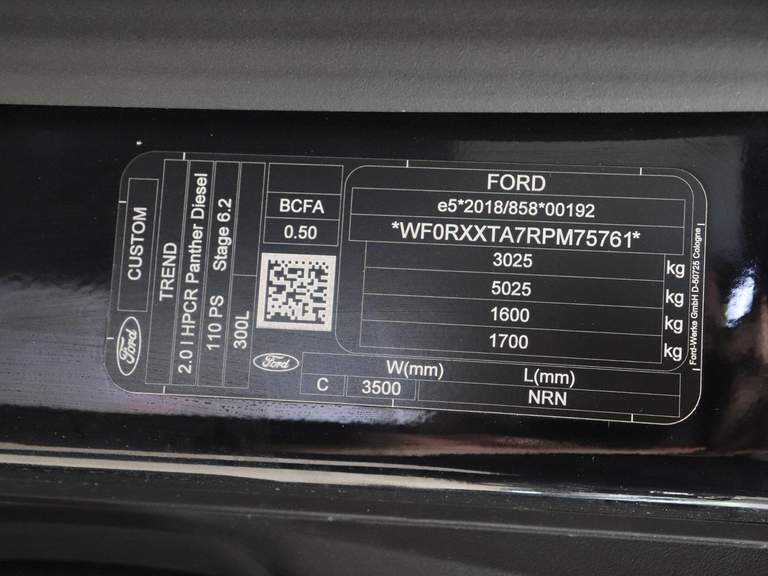 CUSTOM
TREND
2.0 l HPCR Panther Diesel
110 PS Stage 6.2
300L
Ford
BCFA
0.50
Ford
FORD
e5*2018/858*00192
*WF0RXXTA7RPM75761*
3025 kg
5025 kg
1600 kg
1700 kg
W(mm) L(mm)
C 3500 NRN
Ford-Werke GmbH D-50725 Cologne